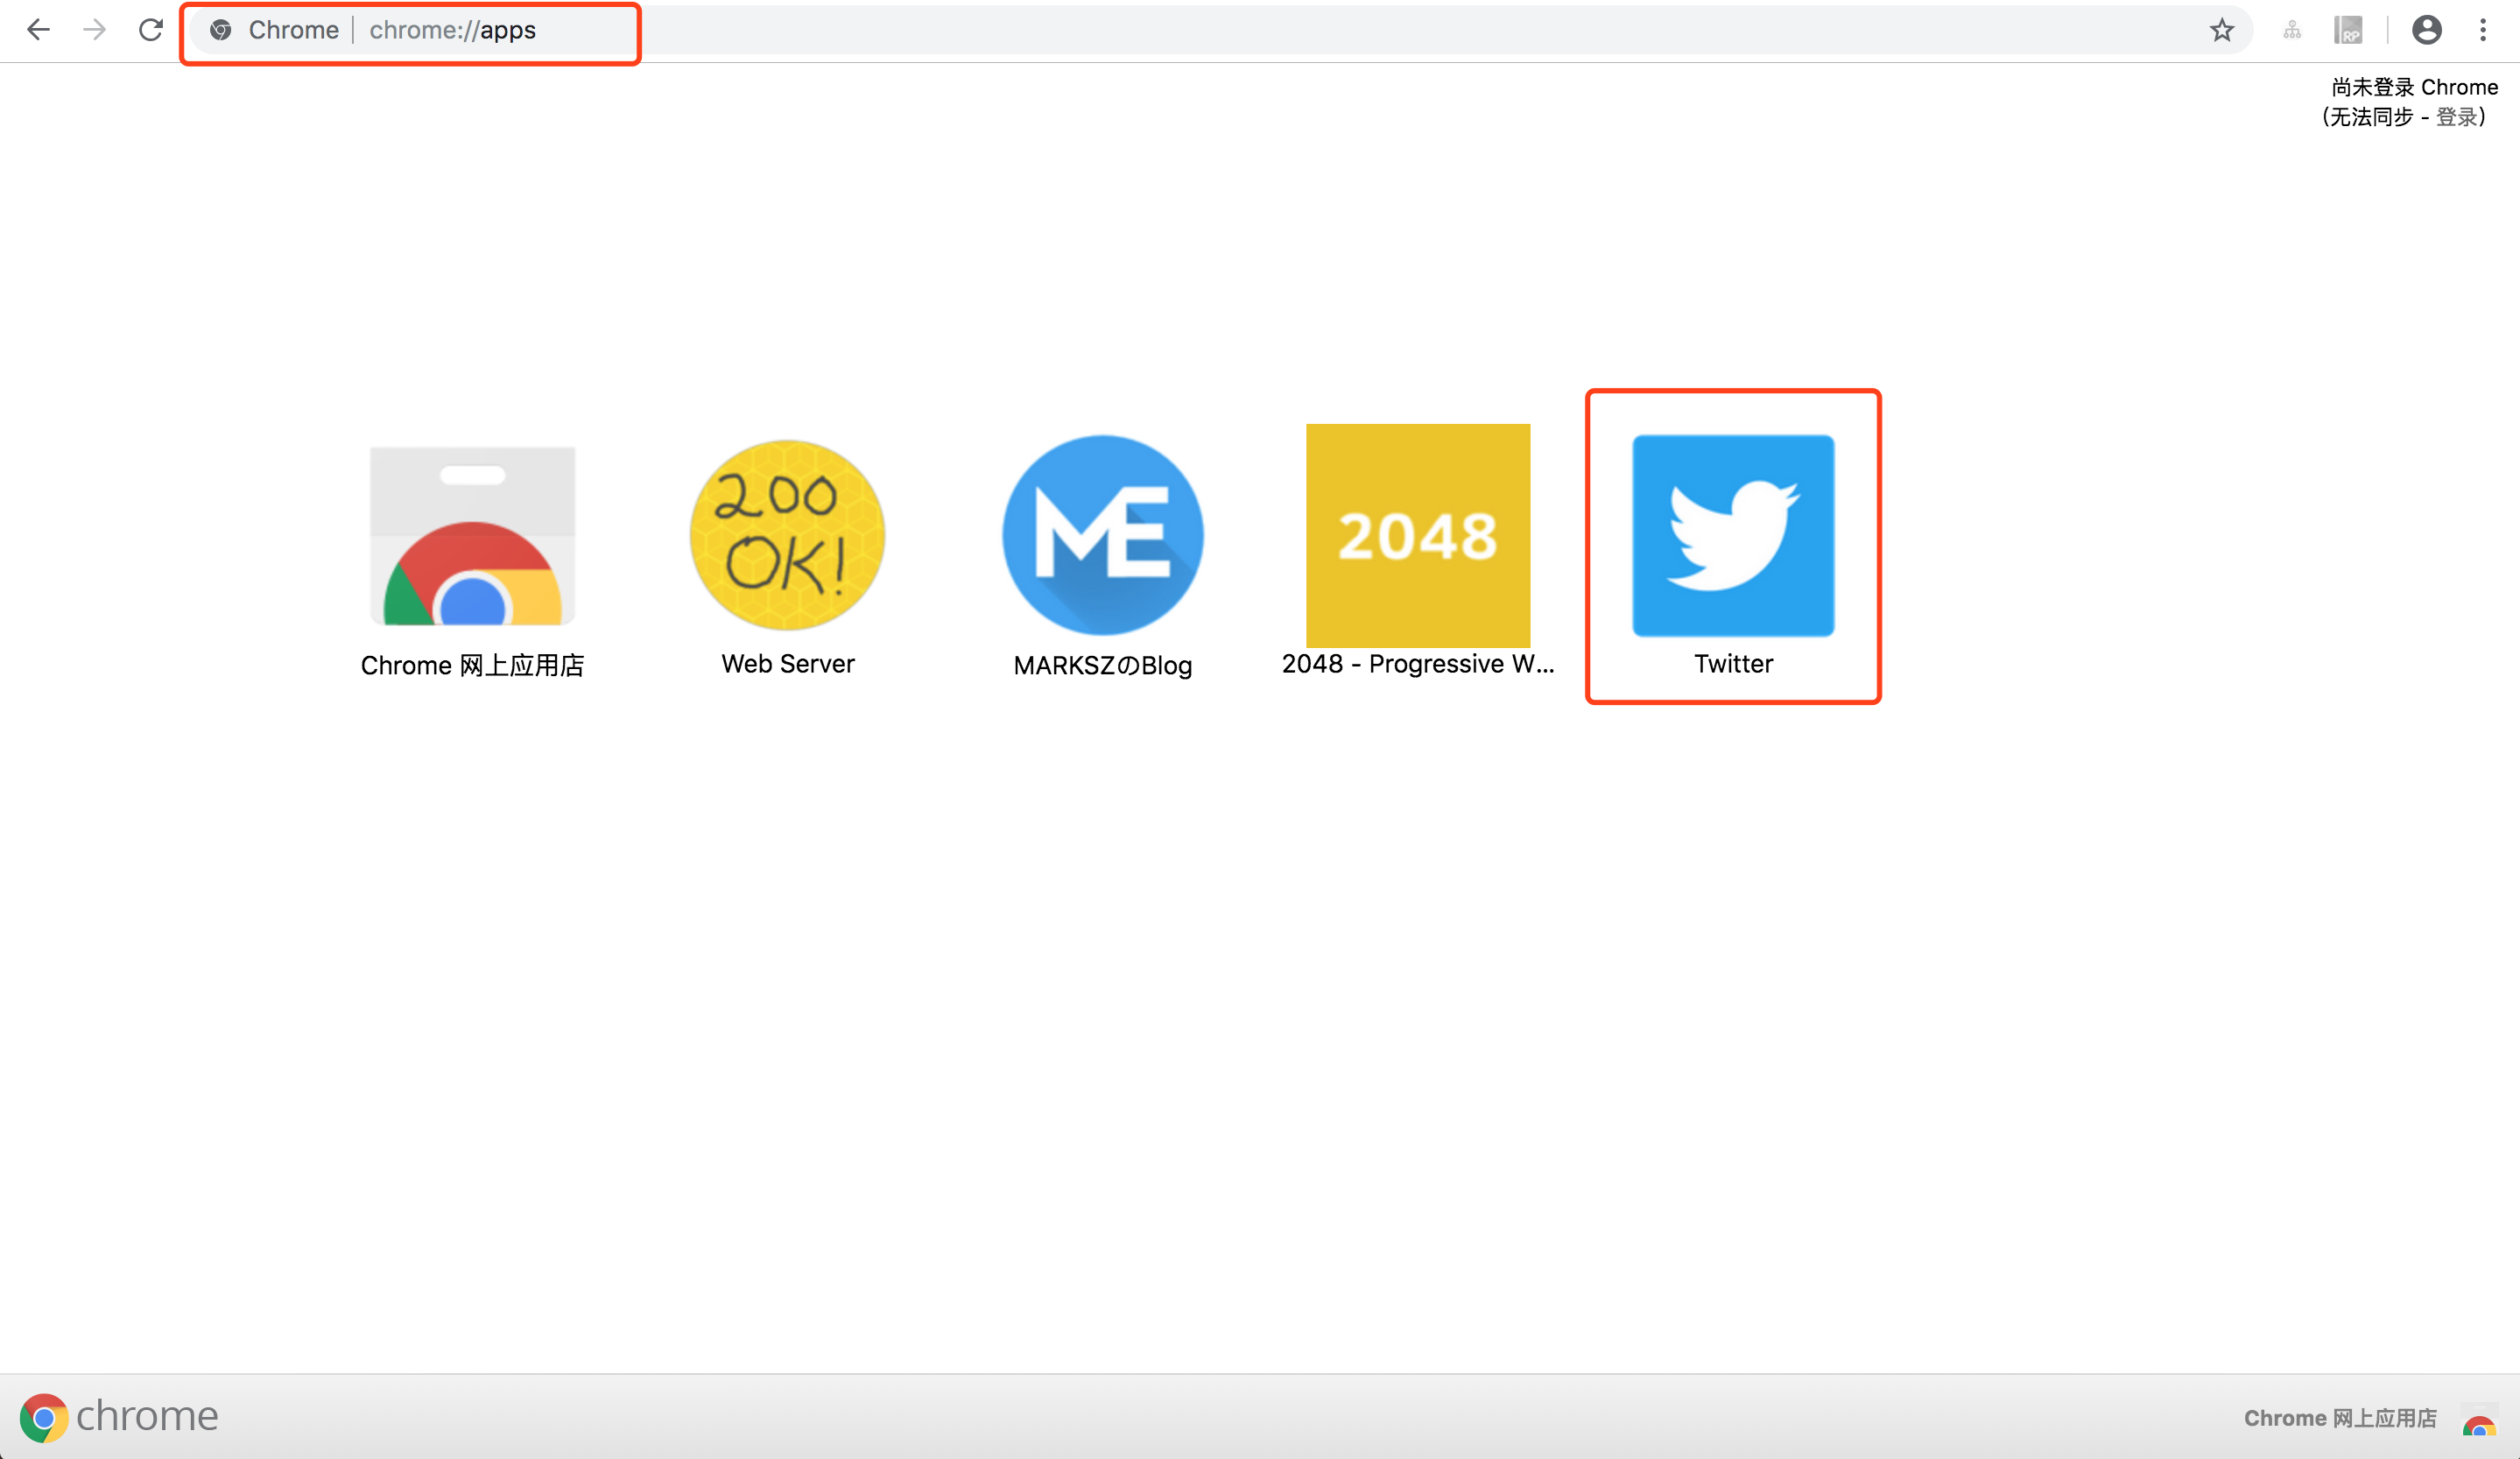 Chrome | chrome://apps
RP
尚未登录 Chrome
(无法同步 - 登录)
200
OK!
ME
2048
Chrome 网上应用店
Web Server
MARKSZのBlog
2048 - Progressive W...
Twitter
chrome
Chrome 网上应用店